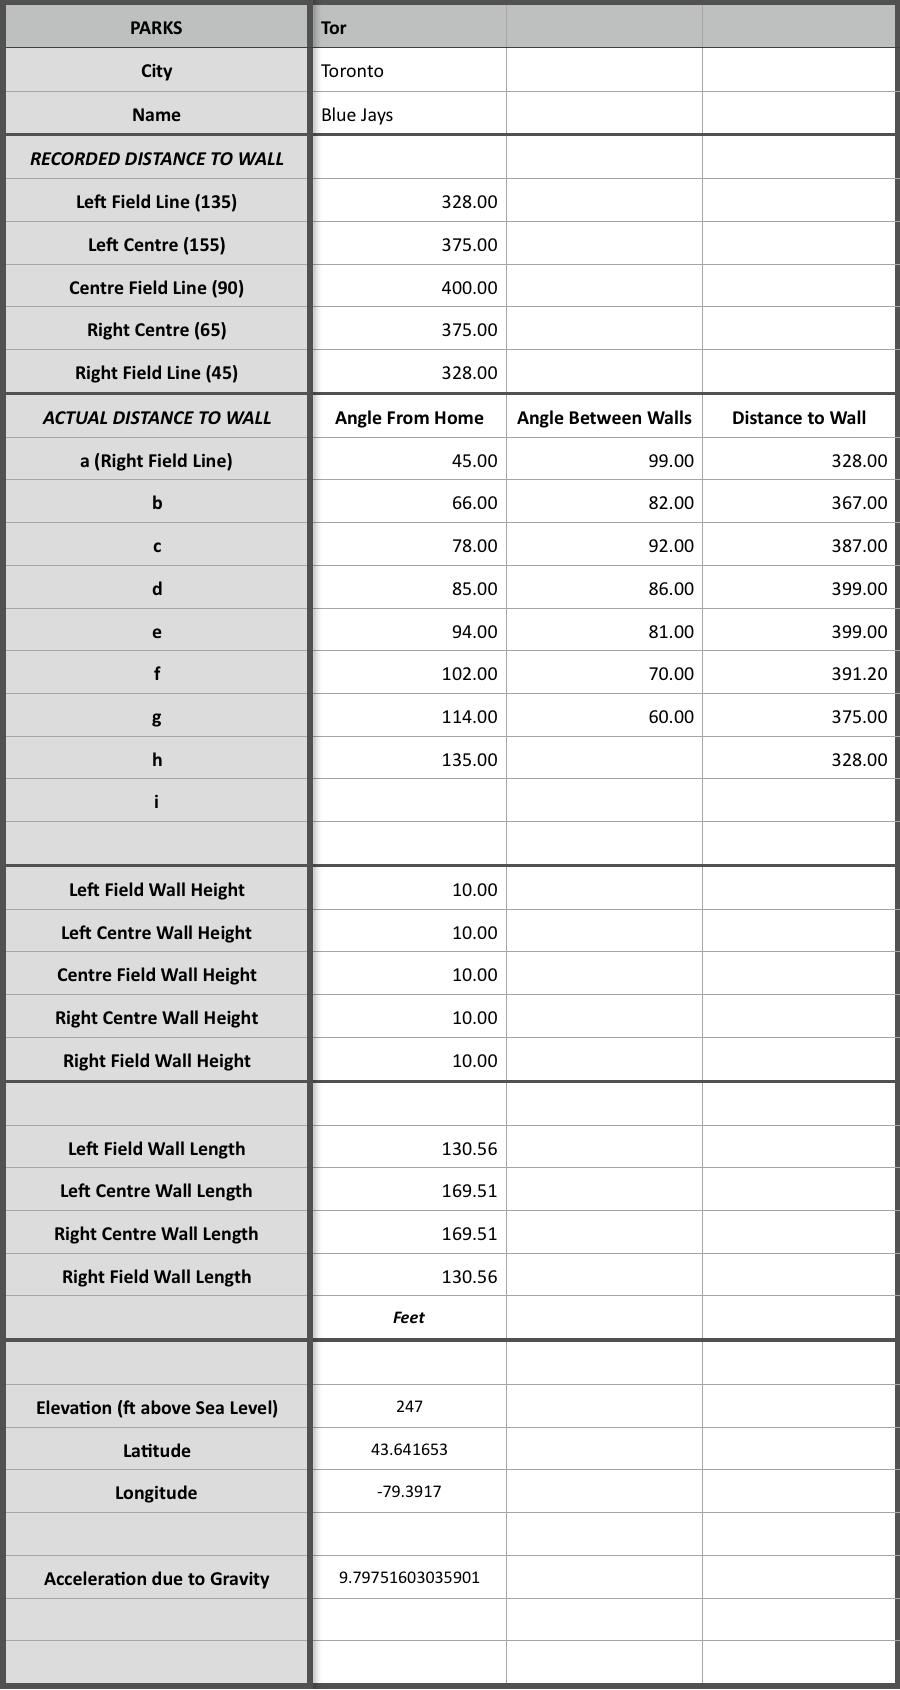 PARKS Tor
City Toronto
Name Blue Jays
RECORDED DISTANCE TO WALL
Left Field Line (135) 328.00
Left Centre (155) 375.00
Centre Field Line (90) 400.00
Right Centre (65) 375.00
Right Field Line (45) 328.00
ACTUAL DISTANCE TO WALL Angle From Home Angle Between Walls Distance to Wall
a (Right Field Line) 45.00 99.00 328.00
b 66.00 82.00 367.00
c 78.00 92.00 387.00
d 85.00 86.00 399.00
e 94.00 81.00 399.00
f 102.00 70.00 391.20
g 114.00 60.00 375.00
h 135.00 328.00
i
Left Field Wall Height 10.00
Left Centre Wall Height 10.00
Centre Field Wall Height 10.00
Right Centre Wall Height 10.00
Right Field Wall Height 10.00
Left Field Wall Length 130.56
Left Centre Wall Length 169.51
Right Centre Wall Length 169.51
Right Field Wall Length 130.56
Feet
Elevation (ft above Sea Level) 247
Latitude 43.641653
Longitude -79.3917
Acceleration due to Gravity 9.79751603035901